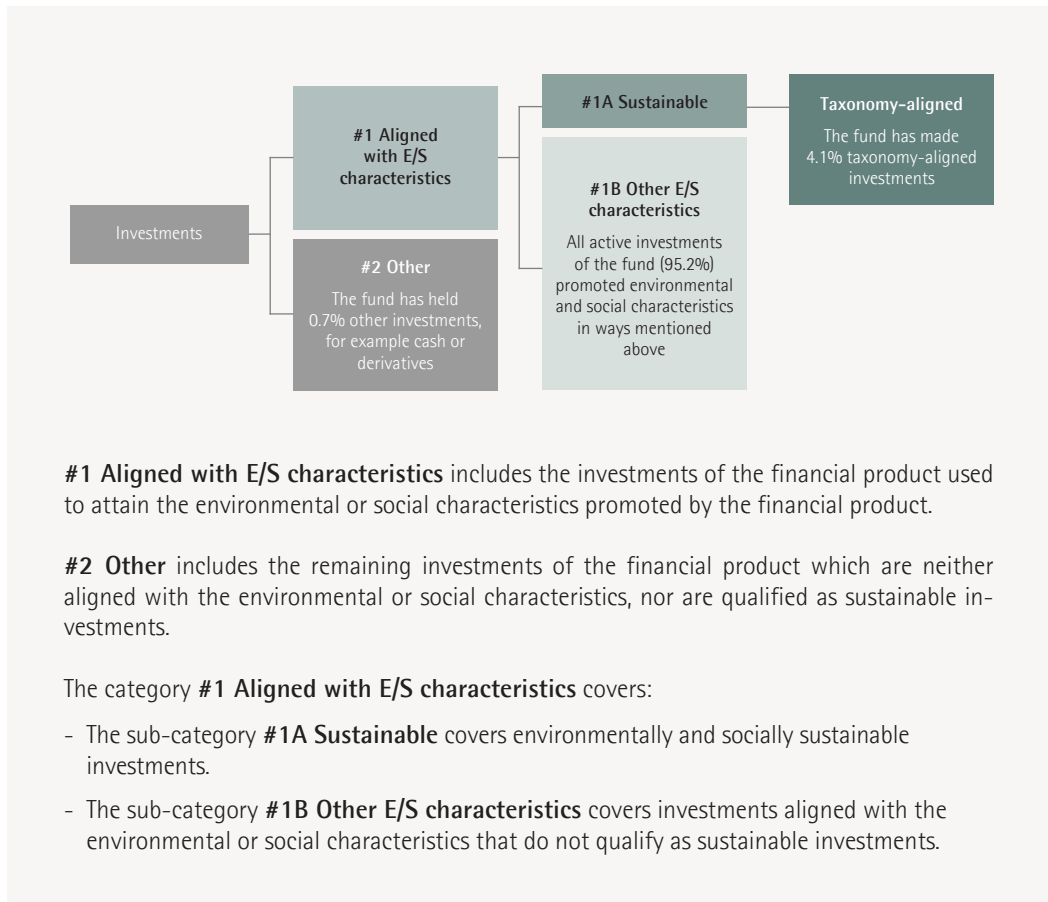 Investments
#1 Aligned
with E/S
characteristics
#2 Other
The fund has held
0.7% other investments,
for example cash or
derivatives
#1A Sustainable
#1B Other E/S
characteristics
All active investments
of the fund (95.2%)
promoted environmental
and social characteristics
in ways mentioned
above
Taxonomy-aligned
The fund has made
4.1% taxonomy-aligned
investments
#1 Aligned with E/S characteristics includes the investments of the financial product used
to attain the environmental or social characteristics promoted by the financial product.
#2 Other includes the remaining investments of the financial product which are neither
aligned with the environmental or social characteristics, nor are qualified as sustainable in-
vestments.
The category #1 Aligned with E/S characteristics covers:
- The sub-category #1A Sustainable covers environmentally and socially sustainable
investments.
- The sub-category #1B Other E/S characteristics covers investments aligned with the
environmental or social characteristics that do not qualify as sustainable investments.